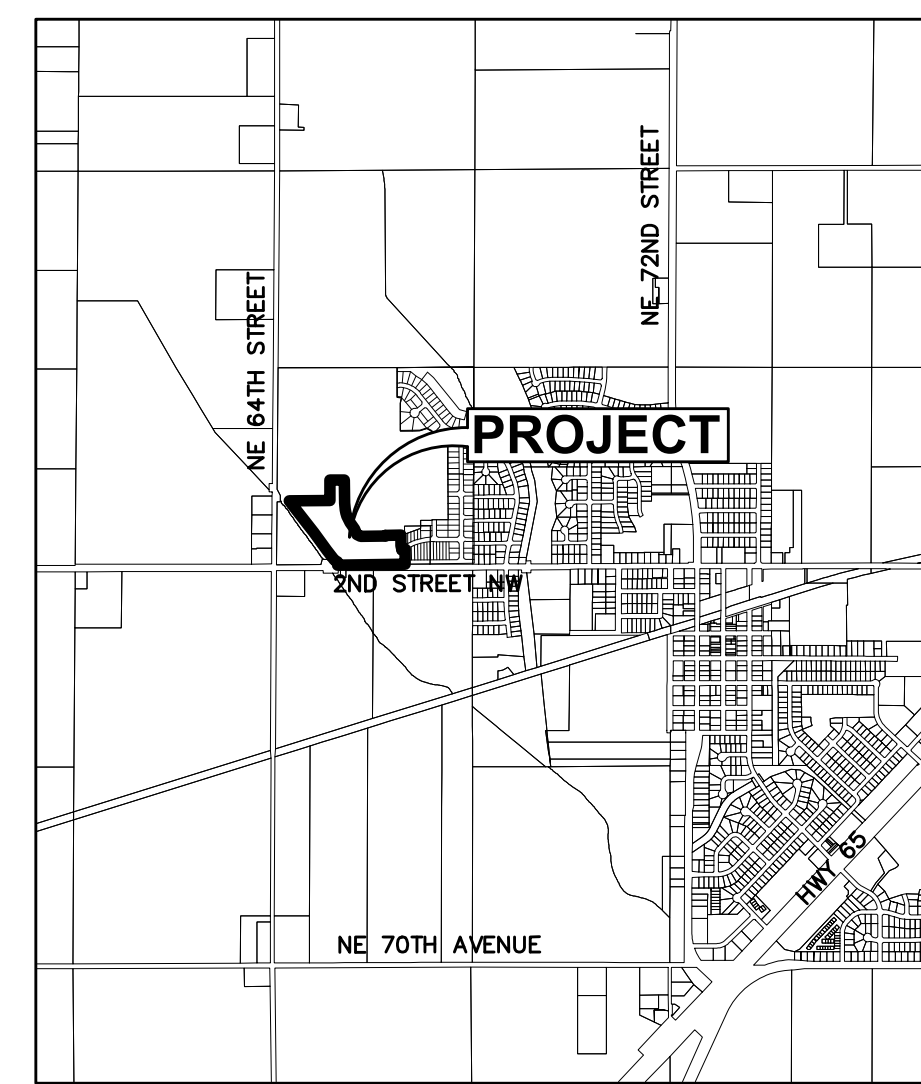 NE 72ND STREET
NE 64TH STREET
PROJECT
2ND STREET NW
HWY 65
NE 70TH AVENUE